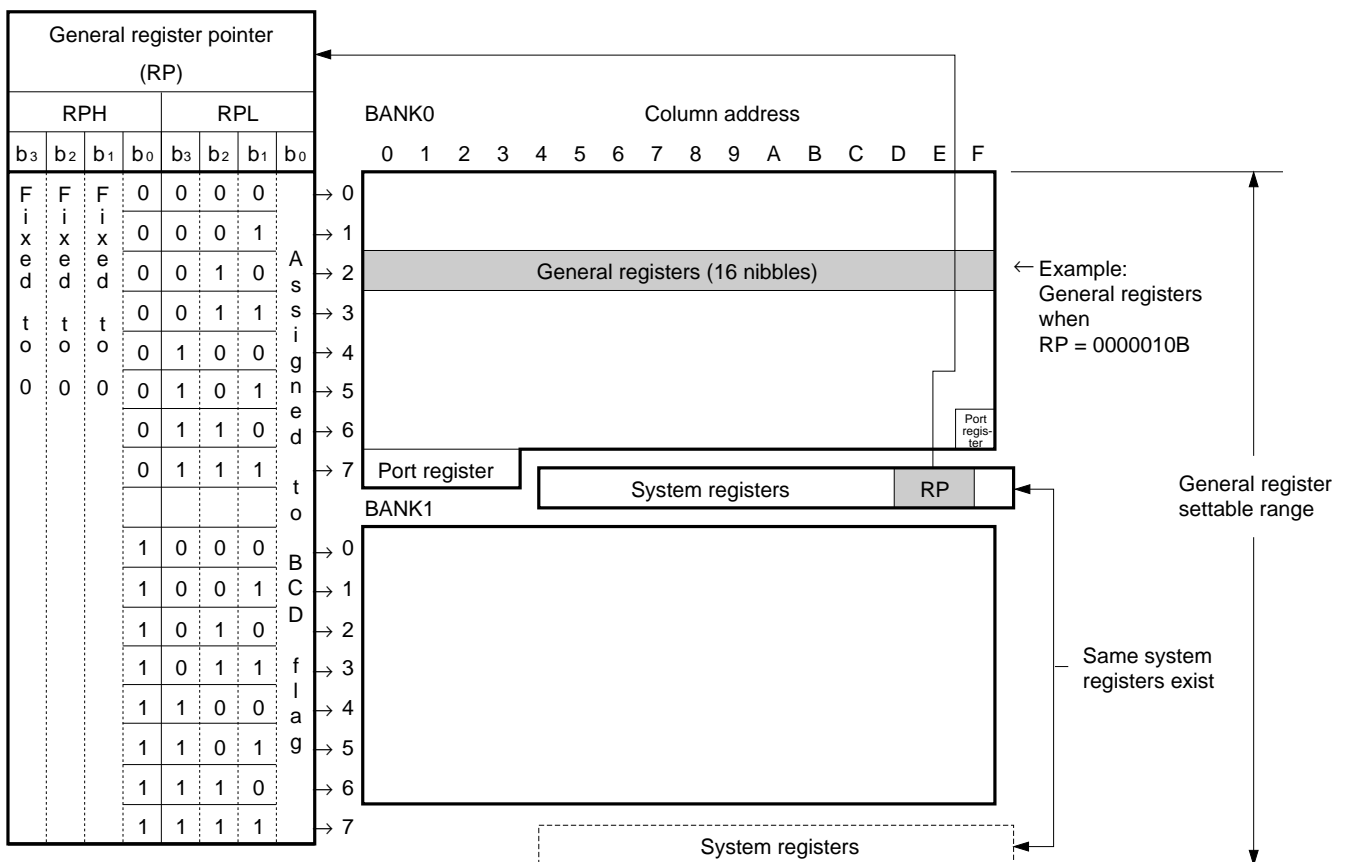 General register pointer
(RP)
RPH RPL
b3 b2 b1 b0 b3 b2 b1 b0
Fixed to 0
Fixed to 0
Fixed to 0
Assigned to BCD flag
0 0 0 0
0 0 0 1
0 0 1 0
0 0 1 1
0 1 0 0
0 1 0 1
0 1 1 0
0 1 1 1
1 0 0 0
1 0 0 1
1 0 1 0
1 0 1 1
1 1 0 0
1 1 0 1
1 1 1 0
1 1 1 1
BANK0 Column address
0 1 2 3 4 5 6 7 8 9 A B C D E F
→ 0
→ 1
→ 2
→ 3
→ 4
→ 5
→ 6
→ 7
General registers (16 nibbles)
← Example:
General registers
when
RP = 0000010B
Port
regis-
ter
Port register
System registers RP
BANK1
→ 0
→ 1
→ 2
→ 3
→ 4
→ 5
→ 6
→ 7
System registers
General register
settable range
Same system
registers exist